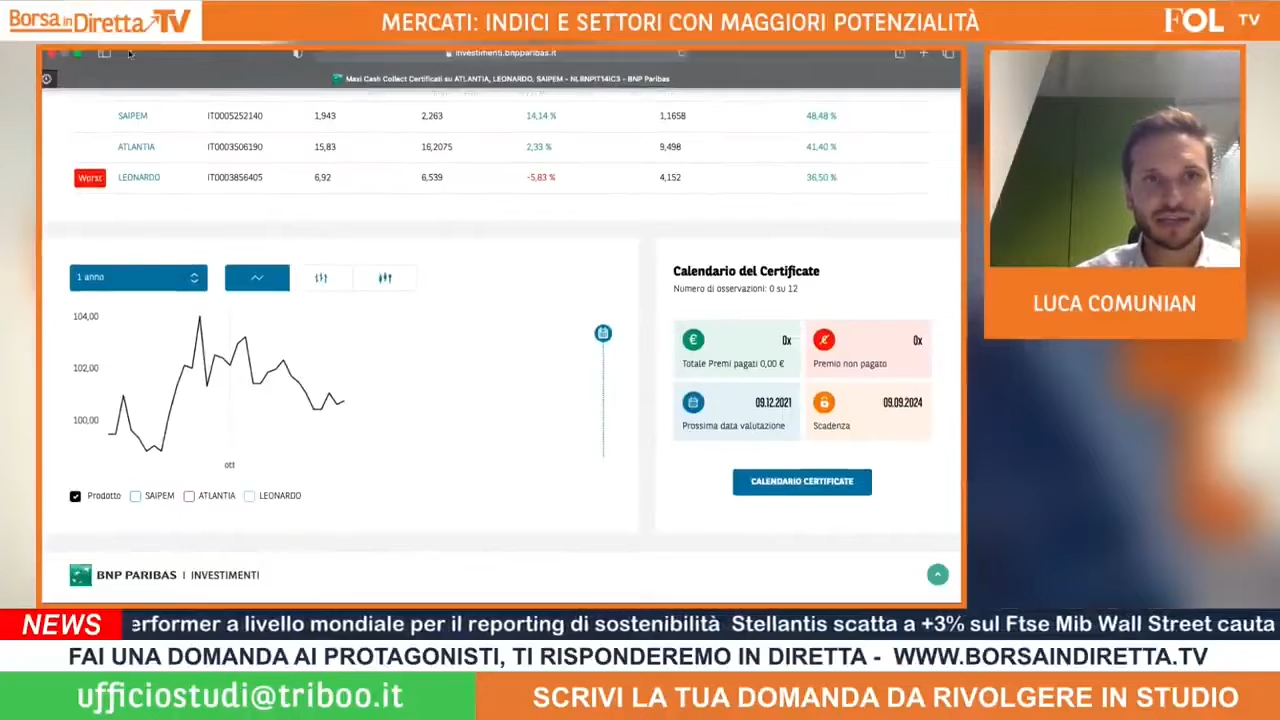 Borsa in Diretta TV
MERCATI: INDICI E SETTORI CON MAGGIORI POTENZIALITÀ
FOL TV
investimenti.bnpparibas.it
Maxi Cash Collect Certificati su ATLANTIA, LEONARDO, SAIPEM - NLBNPIT14IC3 - BNP Paribas
SAIPEM IT0005252140 1,943 2,263 14,14 % 1,1658 48,48 %
ATLANTIA IT0003506190 15,83 16,2075 2,33 % 9,498 41,40 %
Worst LEONARDO IT0003856405 6,92 6,539 -5,83 % 4,152 36,50 %
1 anno
104,00
102,00
100,00
ott
Prodotto SAIPEM ATLANTIA LEONARDO
Calendario del Certificate
Numero di osservazioni: 0 su 12
0x
Totale Premi pagati 0,00 €
0x
Premio non pagato
09.12.2021
Prossima data valutazione
09.09.2024
Scadenza
CALENDARIO CERTIFICATE
BNP PARIBAS | INVESTIMENTI
LUCA COMUNIAN
NEWS erformer a livello mondiale per il reporting di sostenibilità Stellantis scatta a +3% sul Ftse Mib Wall Street cauta
FAI UNA DOMANDA AI PROTAGONISTI, TI RISPONDEREMO IN DIRETTA - WWW.BORSAINDIRETTA.TV
ufficiostudi@triboo.it
SCRIVI LA TUA DOMANDA DA RIVOLGERE IN STUDIO